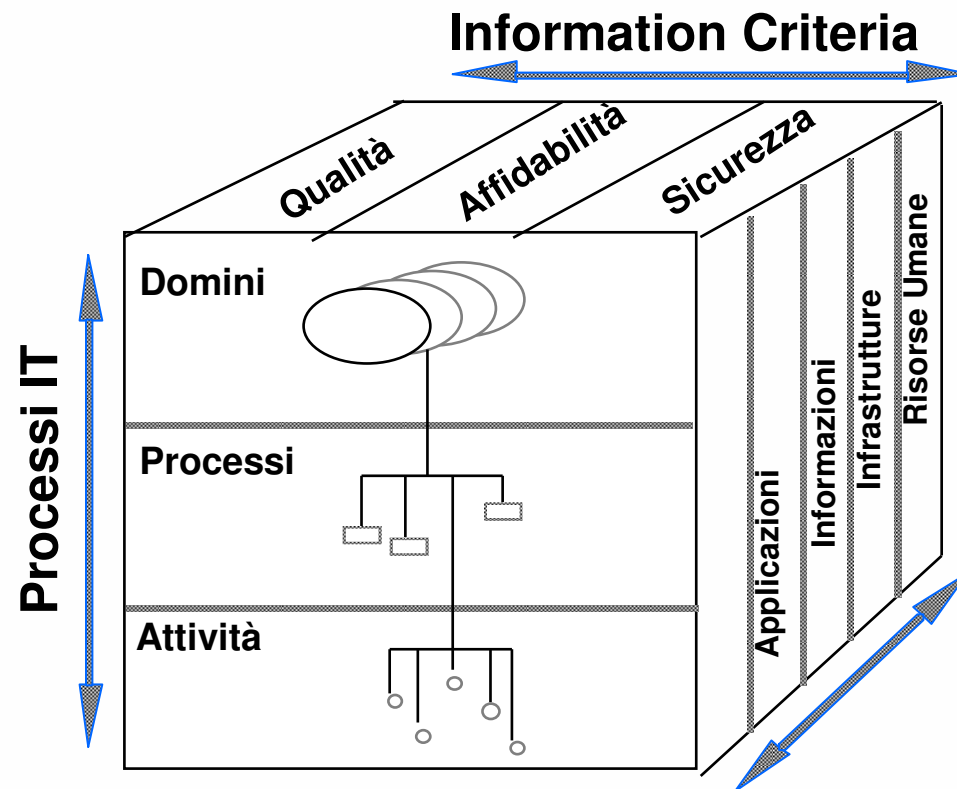 Information Criteria
Qualità
Affidabilità
Sicurezza
Processi IT
Domini
Processi
Attività
Applicazioni
Informazioni
Infrastrutture
Risorse Umane